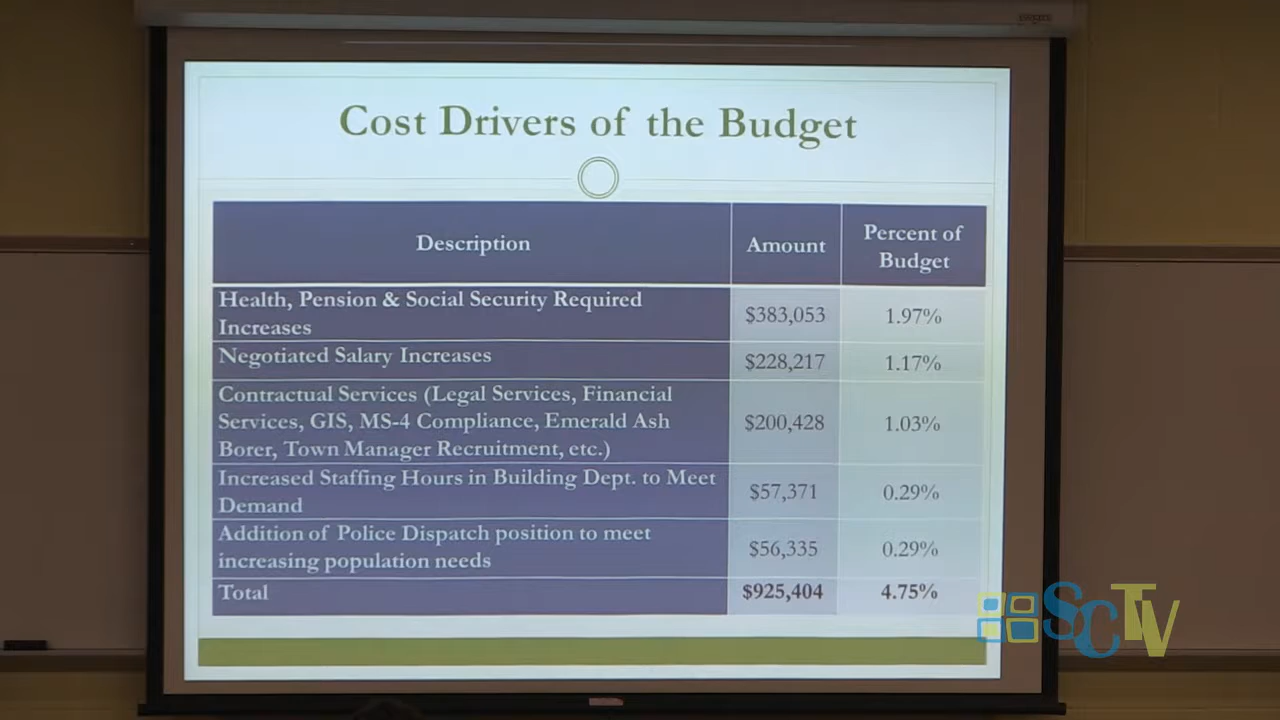 Cost Drivers of the Budget
Description
Amount
Percent of
Budget
Health, Pension & Social Security Required
Increases
$383,053
1.97%
Negotiated Salary Increases
$228,217
1.17%
Contractual Services (Legal Services, Financial
Services, GIS, MS-4 Compliance, Emerald Ash
Borer, Town Manager Recruitment, etc.)
$200,428
1.03%
Increased Staffing Hours in Building Dept. to Meet
Demand
$57,371
0.29%
Addition of Police Dispatch position to meet
increasing population needs
$56,335
0.29%
Total
$925,404
4.75%
SCTV